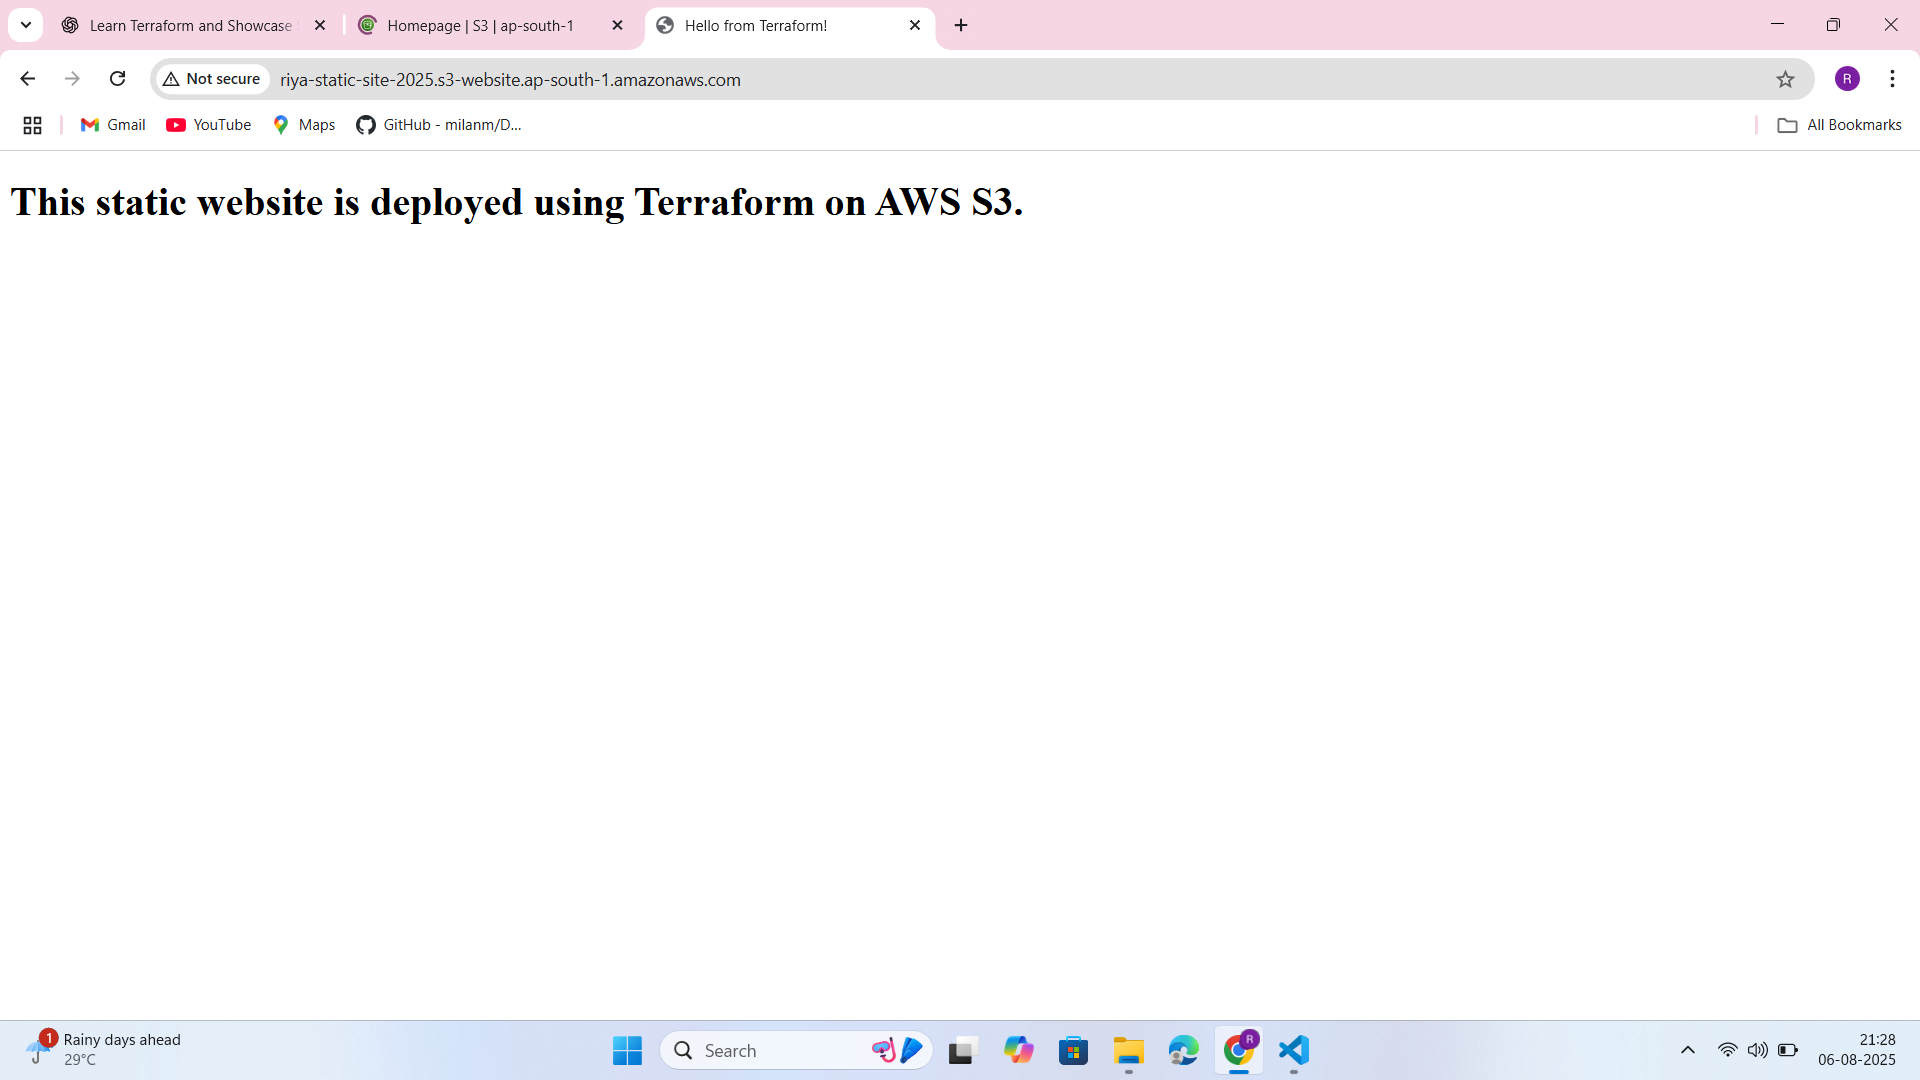 Learn Terraform and Showcase
Homepage | S3 | ap-south-1
Hello from Terraform!
Not secure
riya-static-site-2025.s3-website.ap-south-1.amazonaws.com
R
Gmail
YouTube
Maps
GitHub - milanm/D...
All Bookmarks
This static website is deployed using Terraform on AWS S3.
1
Rainy days ahead
29°C
Search
R
21:28
06-08-2025